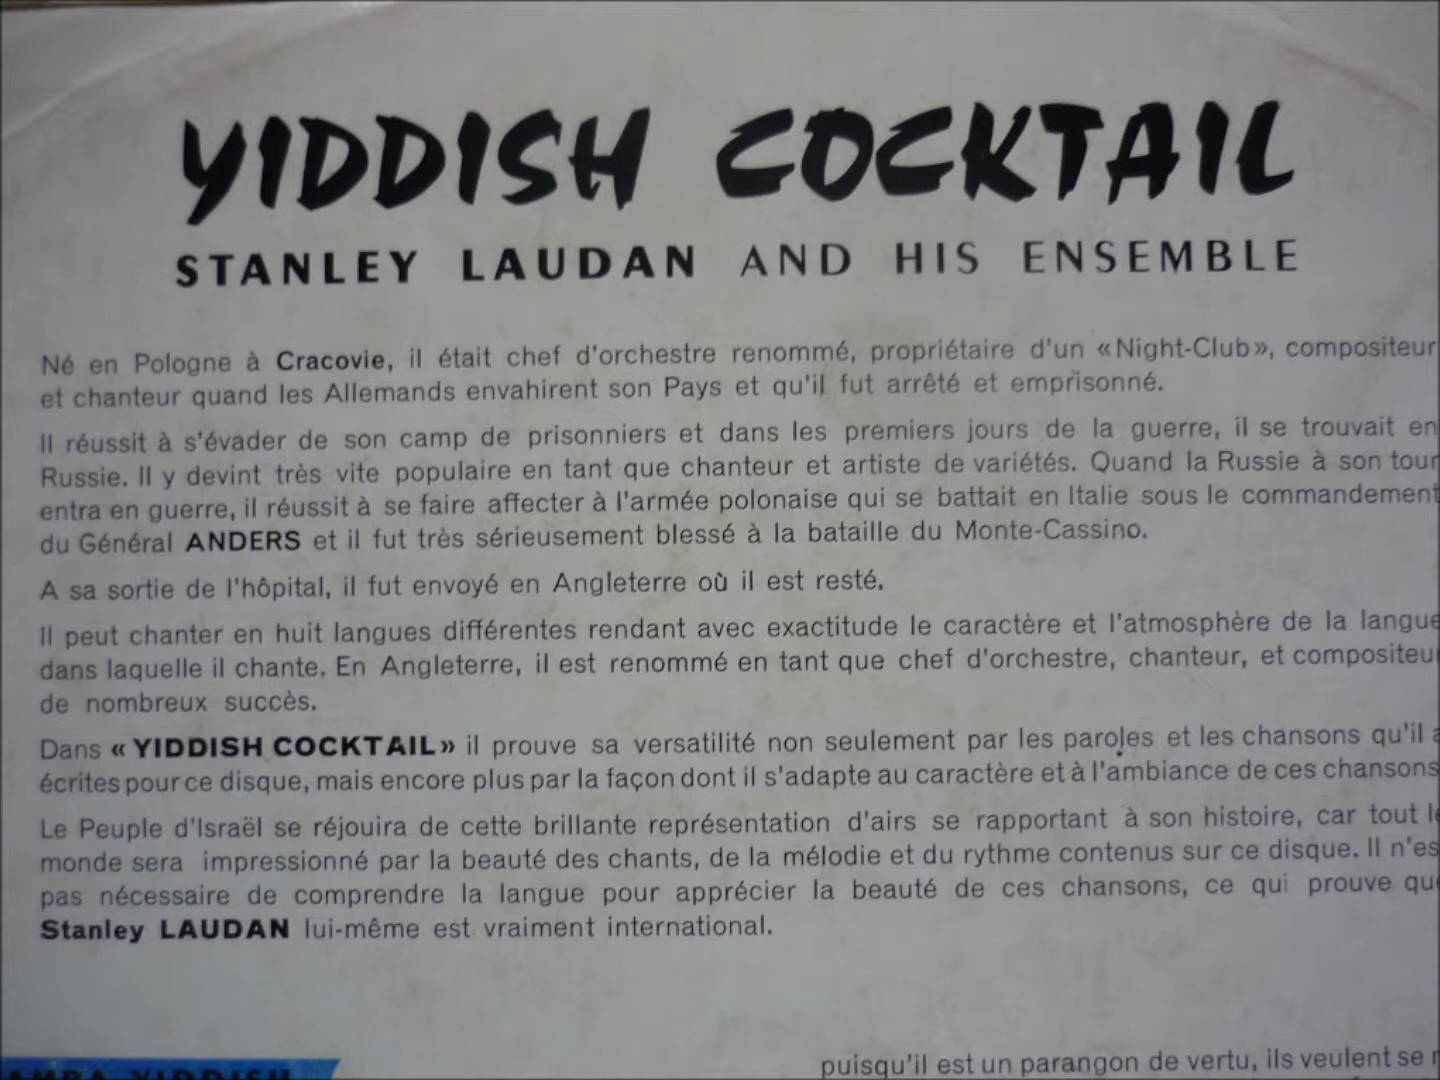 YIDDISH COCKTAIL
STANLEY LAUDAN AND HIS ENSEMBLE
Né en Pologne à Cracovie, il était chef d'orchestre renommé, propriétaire d'un «Night-Club», compositeur
et chanteur quand les Allemands envahirent son Pays et qu'il fut arrêté et emprisonné.
Il réussit à s'évader de son camp de prisonniers et dans les premiers jours de la guerre, il se trouvait en
Russie. Il y devint très vite populaire en tant que chanteur et artiste de variétés. Quand la Russie à son tour
entra en guerre, il réussit à se faire affecter à l'armée polonaise qui se battait en Italie sous le commandement
du Général ANDERS et il fut très sérieusement blessé à la bataille du Monte-Cassino.
A sa sortie de l'hôpital, il fut envoyé en Angleterre où il est resté.
Il peut chanter en huit langues différentes rendant avec exactitude le caractère et l'atmosphère de la langue
dans laquelle il chante. En Angleterre, il est renommé en tant que chef d'orchestre, chanteur, et compositeur
de nombreux succès.
Dans « YIDDISH COCKTAIL » il prouve sa versatilité non seulement par les paroles et les chansons qu'il a
écrites pour ce disque, mais encore plus par la façon dont il s'adapte au caractère et à l'ambiance de ces chansons
Le Peuple d'Israël se réjouira de cette brillante représentation d'airs se rapportant à son histoire, car tout le
monde sera impressionné par la beauté des chants, de la mélodie et du rythme contenus sur ce disque. Il n'es
pas nécessaire de comprendre la langue pour apprécier la beauté de ces chansons, ce qui prouve que
Stanley LAUDAN lui-même est vraiment international.
puisqu'il est un parangon de vertu, ils veulent se
YIDDISH